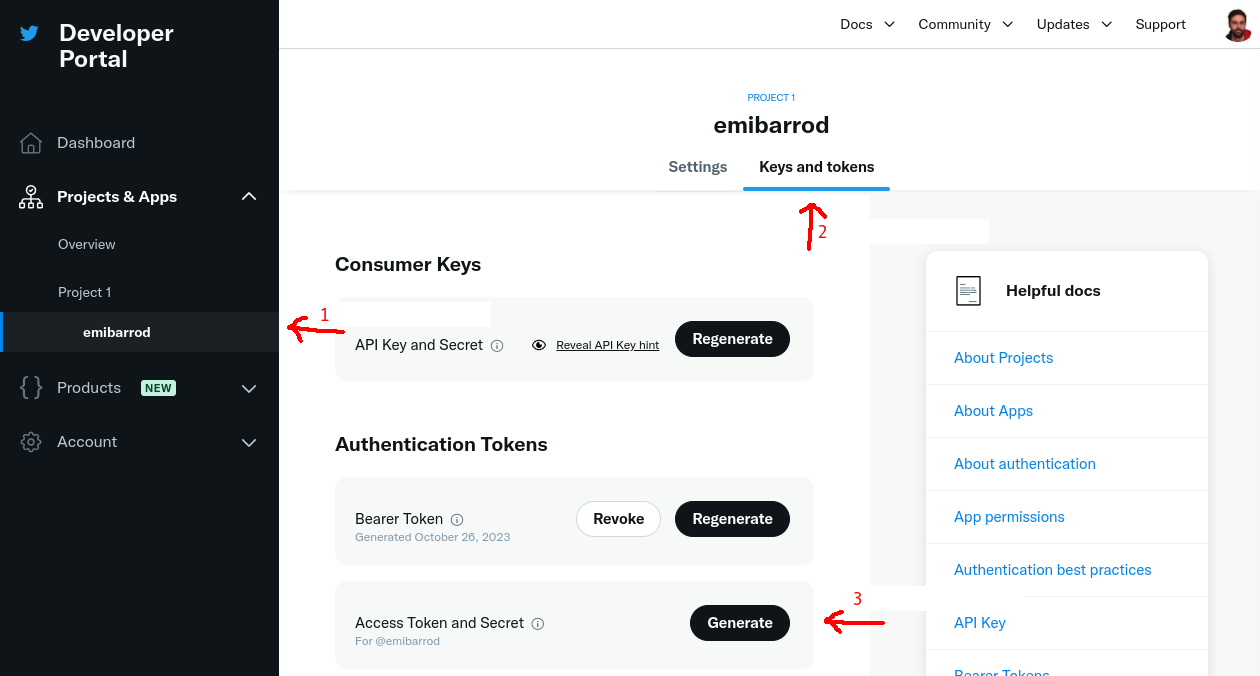 Developer
Portal
Docs
Community
Updates
Support
Dashboard
Projects & Apps
Overview
Project 1
emibarrod
Products NEW
Account
PROJECT 1
emibarrod
Settings
Keys and tokens
1
2
Consumer Keys
API Key and Secret
Reveal API Key hint
Regenerate
Authentication Tokens
Bearer Token
Generated October 26, 2023
Revoke
Regenerate
Access Token and Secret
For @emibarrod
Generate
3
Helpful docs
About Projects
About Apps
About authentication
App permissions
Authentication best practices
API Key
Bearer Tokens